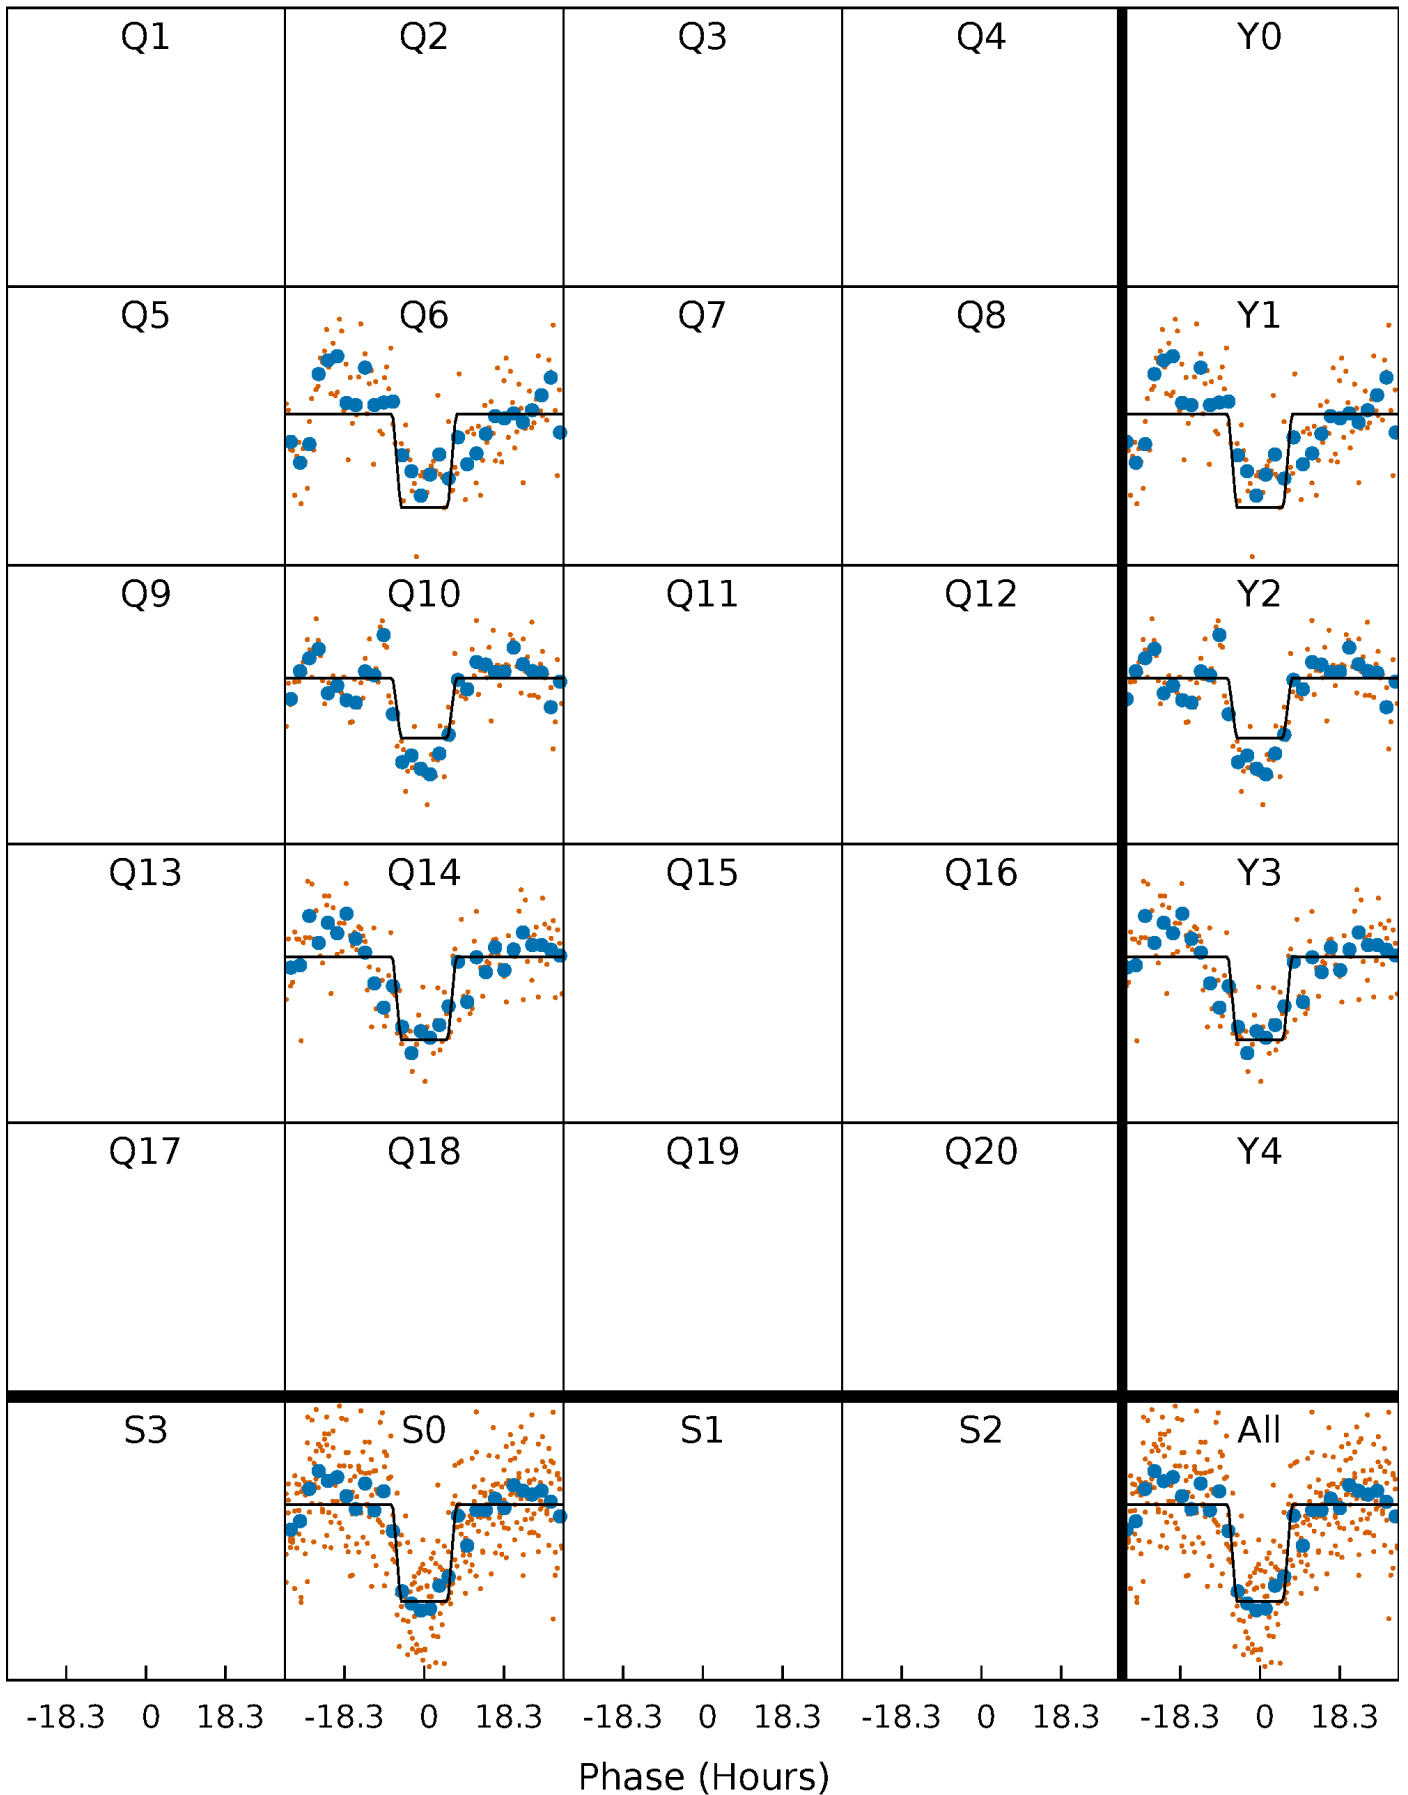 Q1 Q2 Q3 Q4 Y0
Q5 Q6 Q7 Q8 Y1
Q9 Q10 Q11 Q12 Y2
Q13 Q14 Q15 Q16 Y3
Q17 Q18 Q19 Q20 Y4
S3 S0 S1 S2 All
-18.3 0 18.3 -18.3 0 18.3 -18.3 0 18.3 -18.3 0 18.3 -18.3 0 18.3
Phase (Hours)